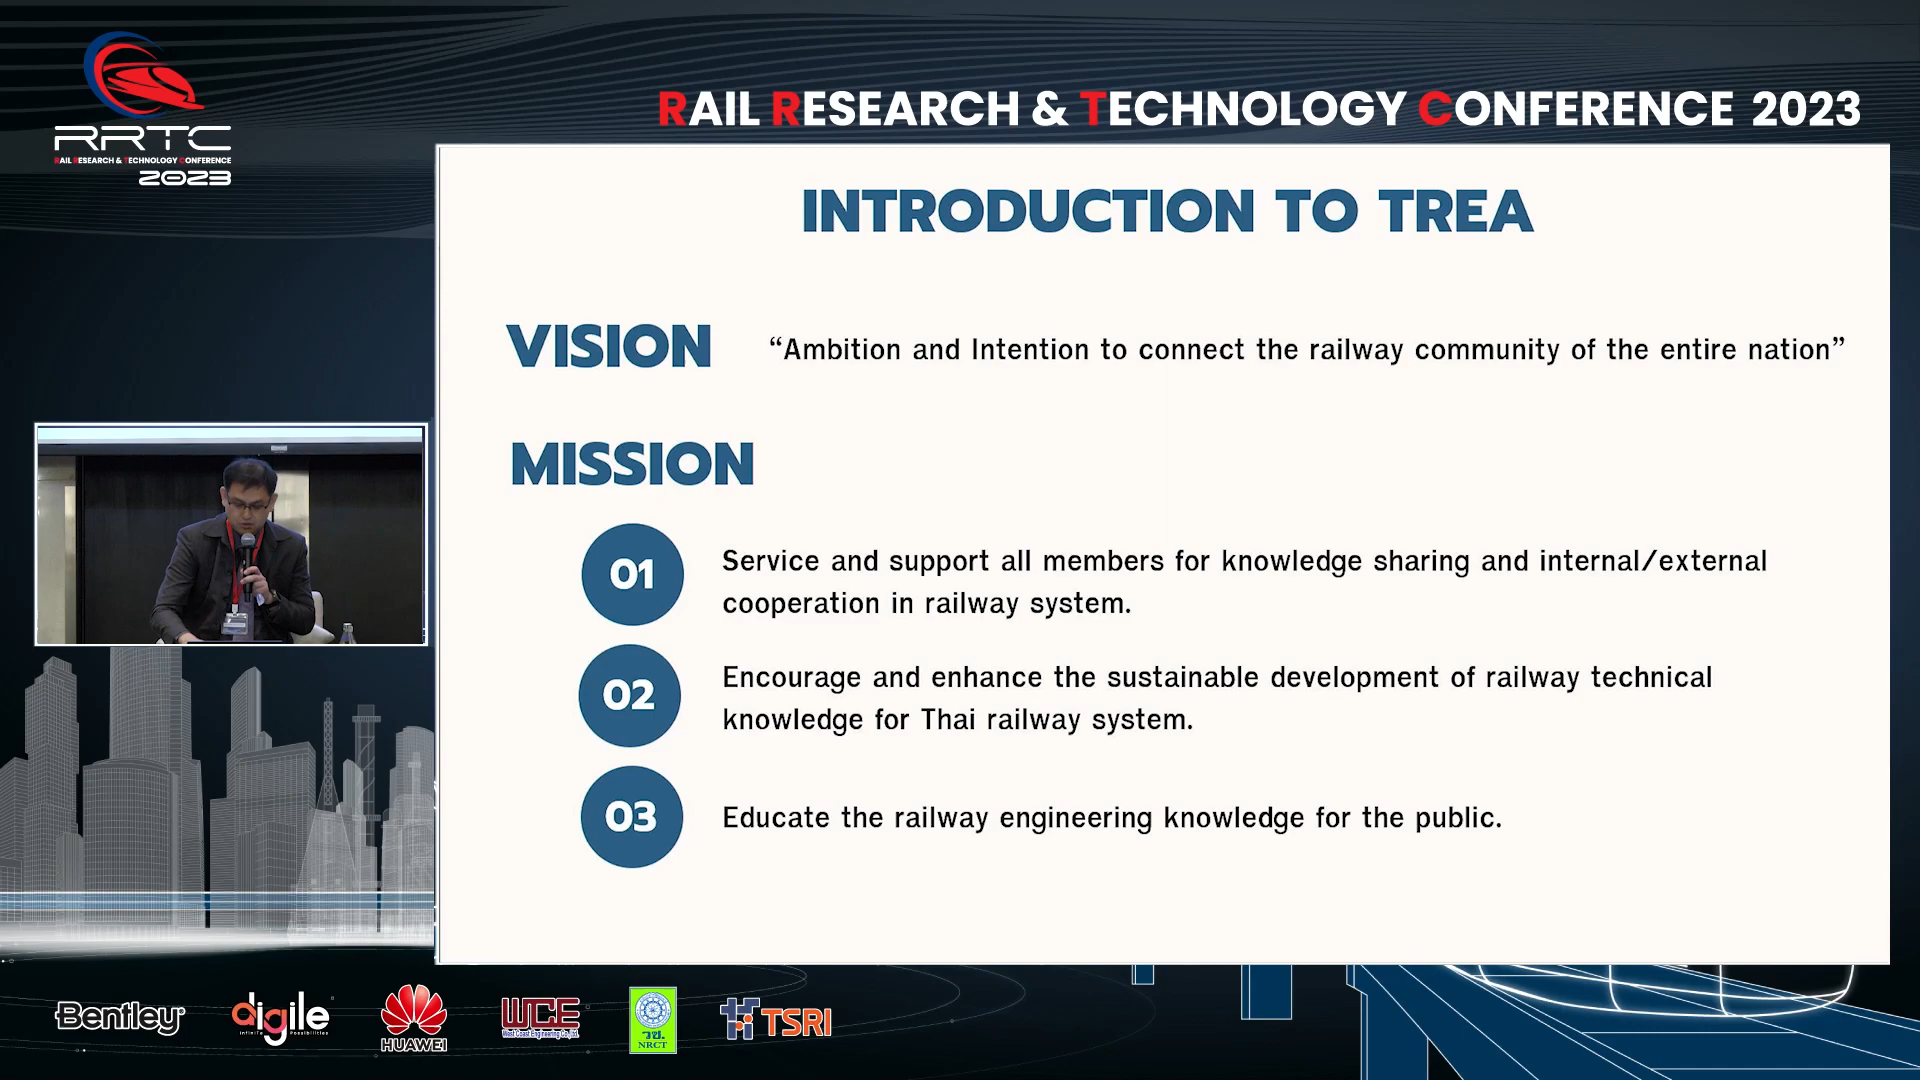 RRTC
RAIL RESEARCH & TECHNOLOGY CONFERENCE
2023
RAIL RESEARCH & TECHNOLOGY CONFERENCE 2023
INTRODUCTION TO TREA
VISION
“Ambition and Intention to connect the railway community of the entire nation”
MISSION
01
Service and support all members for knowledge sharing and internal/external
cooperation in railway system.
02
Encourage and enhance the sustainable development of railway technical
knowledge for Thai railway system.
03
Educate the railway engineering knowledge for the public.
Bentley
digile
infinite Possibilities
HUAWEI
WCE
West Coast Engineering Co.,Ltd.
วช.
NRCT
TSRI